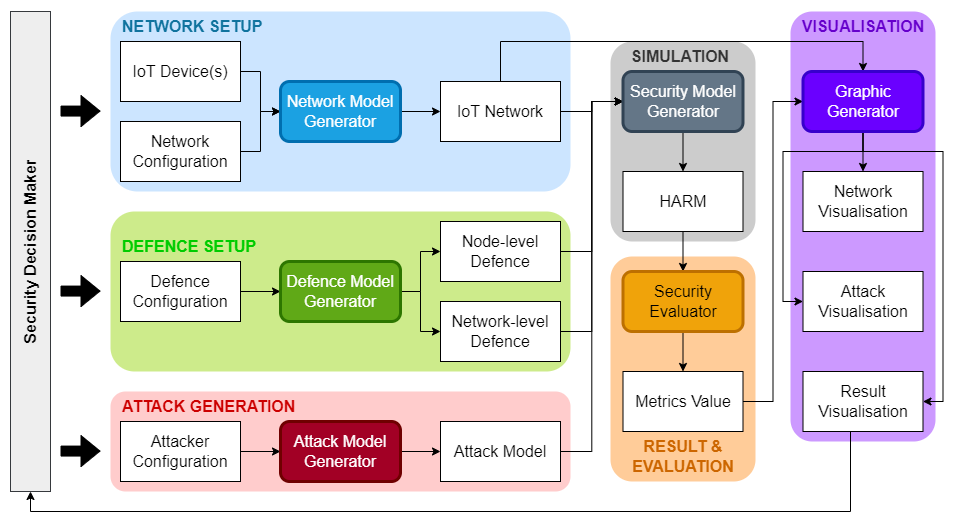 Security Decision Maker
NETWORK SETUP
IoT Device(s)
Network
Configuration
Network Model
Generator
IoT Network
DEFENCE SETUP
Defence
Configuration
Defence Model
Generator
Node-level
Defence
Network-level
Defence
ATTACK GENERATION
Attacker
Configuration
Attack Model
Generator
Attack Model
SIMULATION
Security Model
Generator
HARM
Security
Evaluator
Metrics Value
RESULT &
EVALUATION
VISUALISATION
Graphic
Generator
Network
Visualisation
Attack
Visualisation
Result
Visualisation